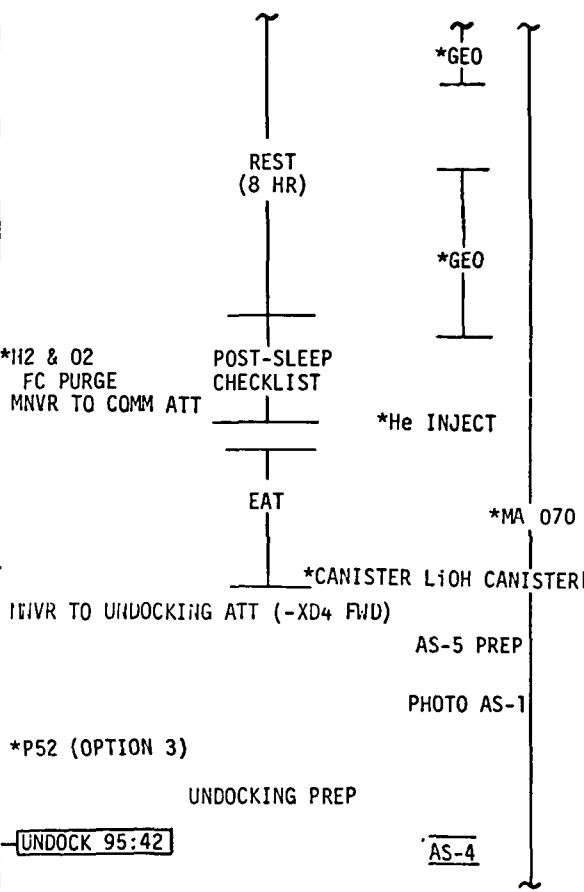 *GEO
REST
(8 HR)
*GEO
*H2 & O2
FC PURGE
MNVR TO COMM ATT
POST-SLEEP
CHECKLIST
*He INJECT
EAT
*MA 070
*CANISTER LiOH CANISTER
MNVR TO UNDOCKING ATT (-XD4 FWD)
AS-5 PREP
PHOTO AS-1
*P52 (OPTION 3)
UNDOCKING PREP
UNDOCK 95:42
AS-4